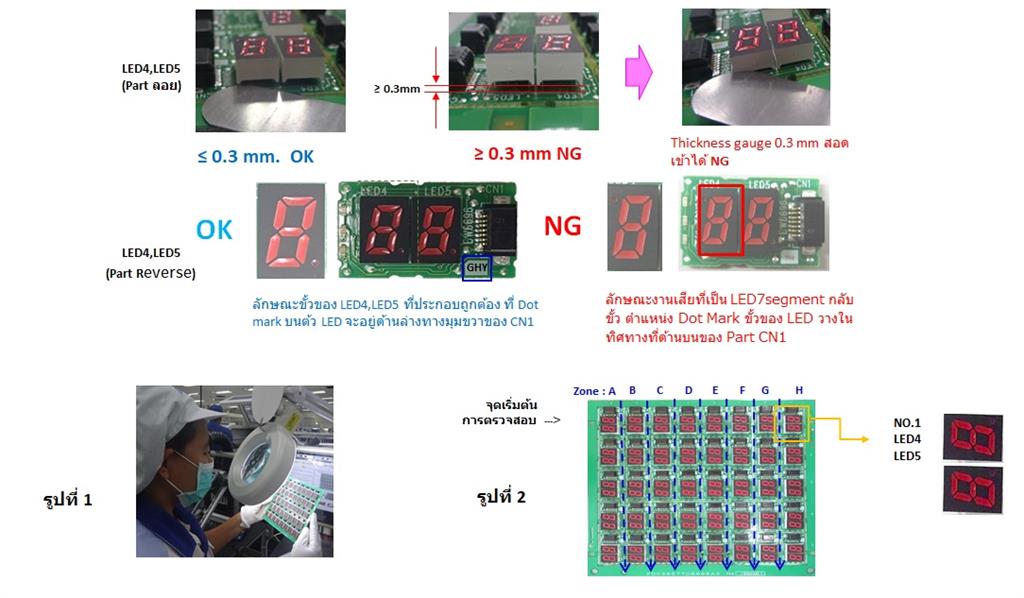 LED4,LED5
(Part ลอย)
≥ 0.3mm
≤ 0.3 mm. OK
≥ 0.3 mm NG
Thickness gauge 0.3 mm สอด
เข้าได้ NG
LED4 LED5 CN1
OK
NG
GHY
LED4,LED5
(Part Reverse)
ลักษณะขั้วของ LED4,LED5 ที่ประกอบถูกต้อง ที่ Dot
mark บนตัว LED จะอยู่ด้านล่างทางมุมขวาของ CN1
ลักษณะงานเสียที่เป็น LED7segment กลับ
ขั้ว ตำแหน่ง Dot Mark ขั้วของ LED วางใน
ทิศทางที่ด้านบนของ Part CN1
Zone : A B C D E F G H
จุดเริ่มต้น
การตรวจสอบ --->
NO.1
LED4
LED5
รูปที่ 1
รูปที่ 2